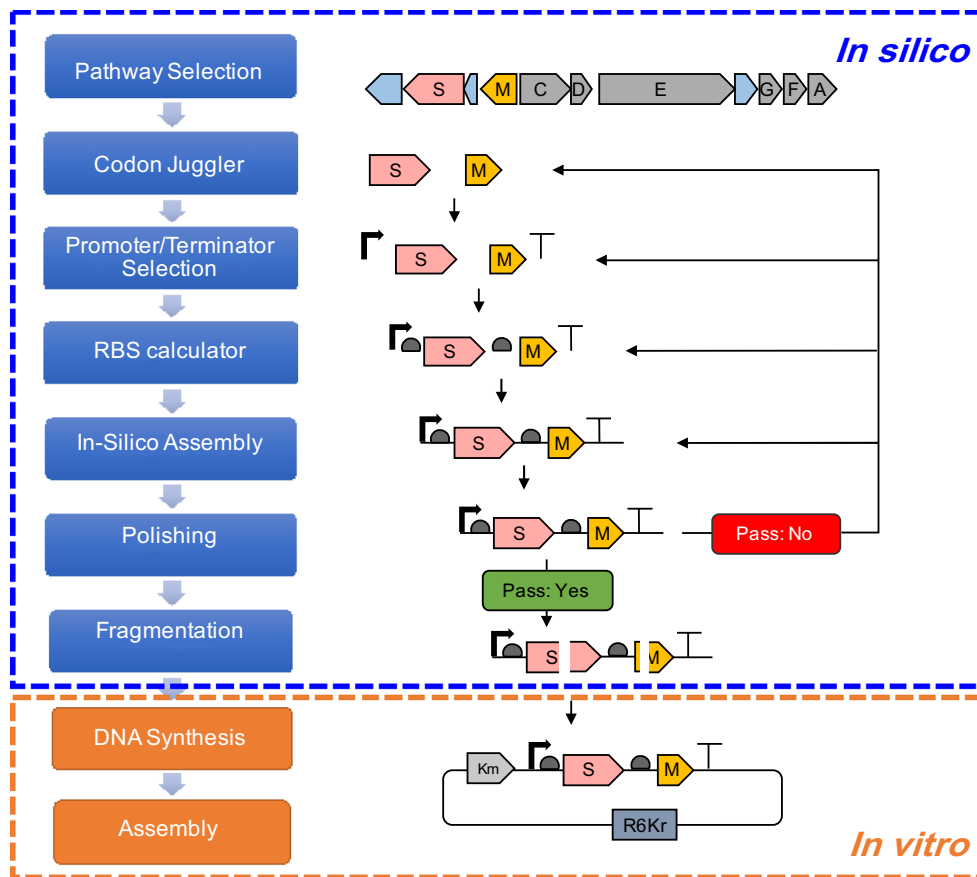 In silico
Pathway Selection
S M C D E G F A
Codon Juggler
S M
Promoter/Terminator
Selection
S M
RBS calculator
S M
In-Silico Assembly
S M
Polishing
S M
Pass: No
Pass: Yes
Fragmentation
S M
DNA Synthesis
Km S M
Assembly
R6Kr
In vitro